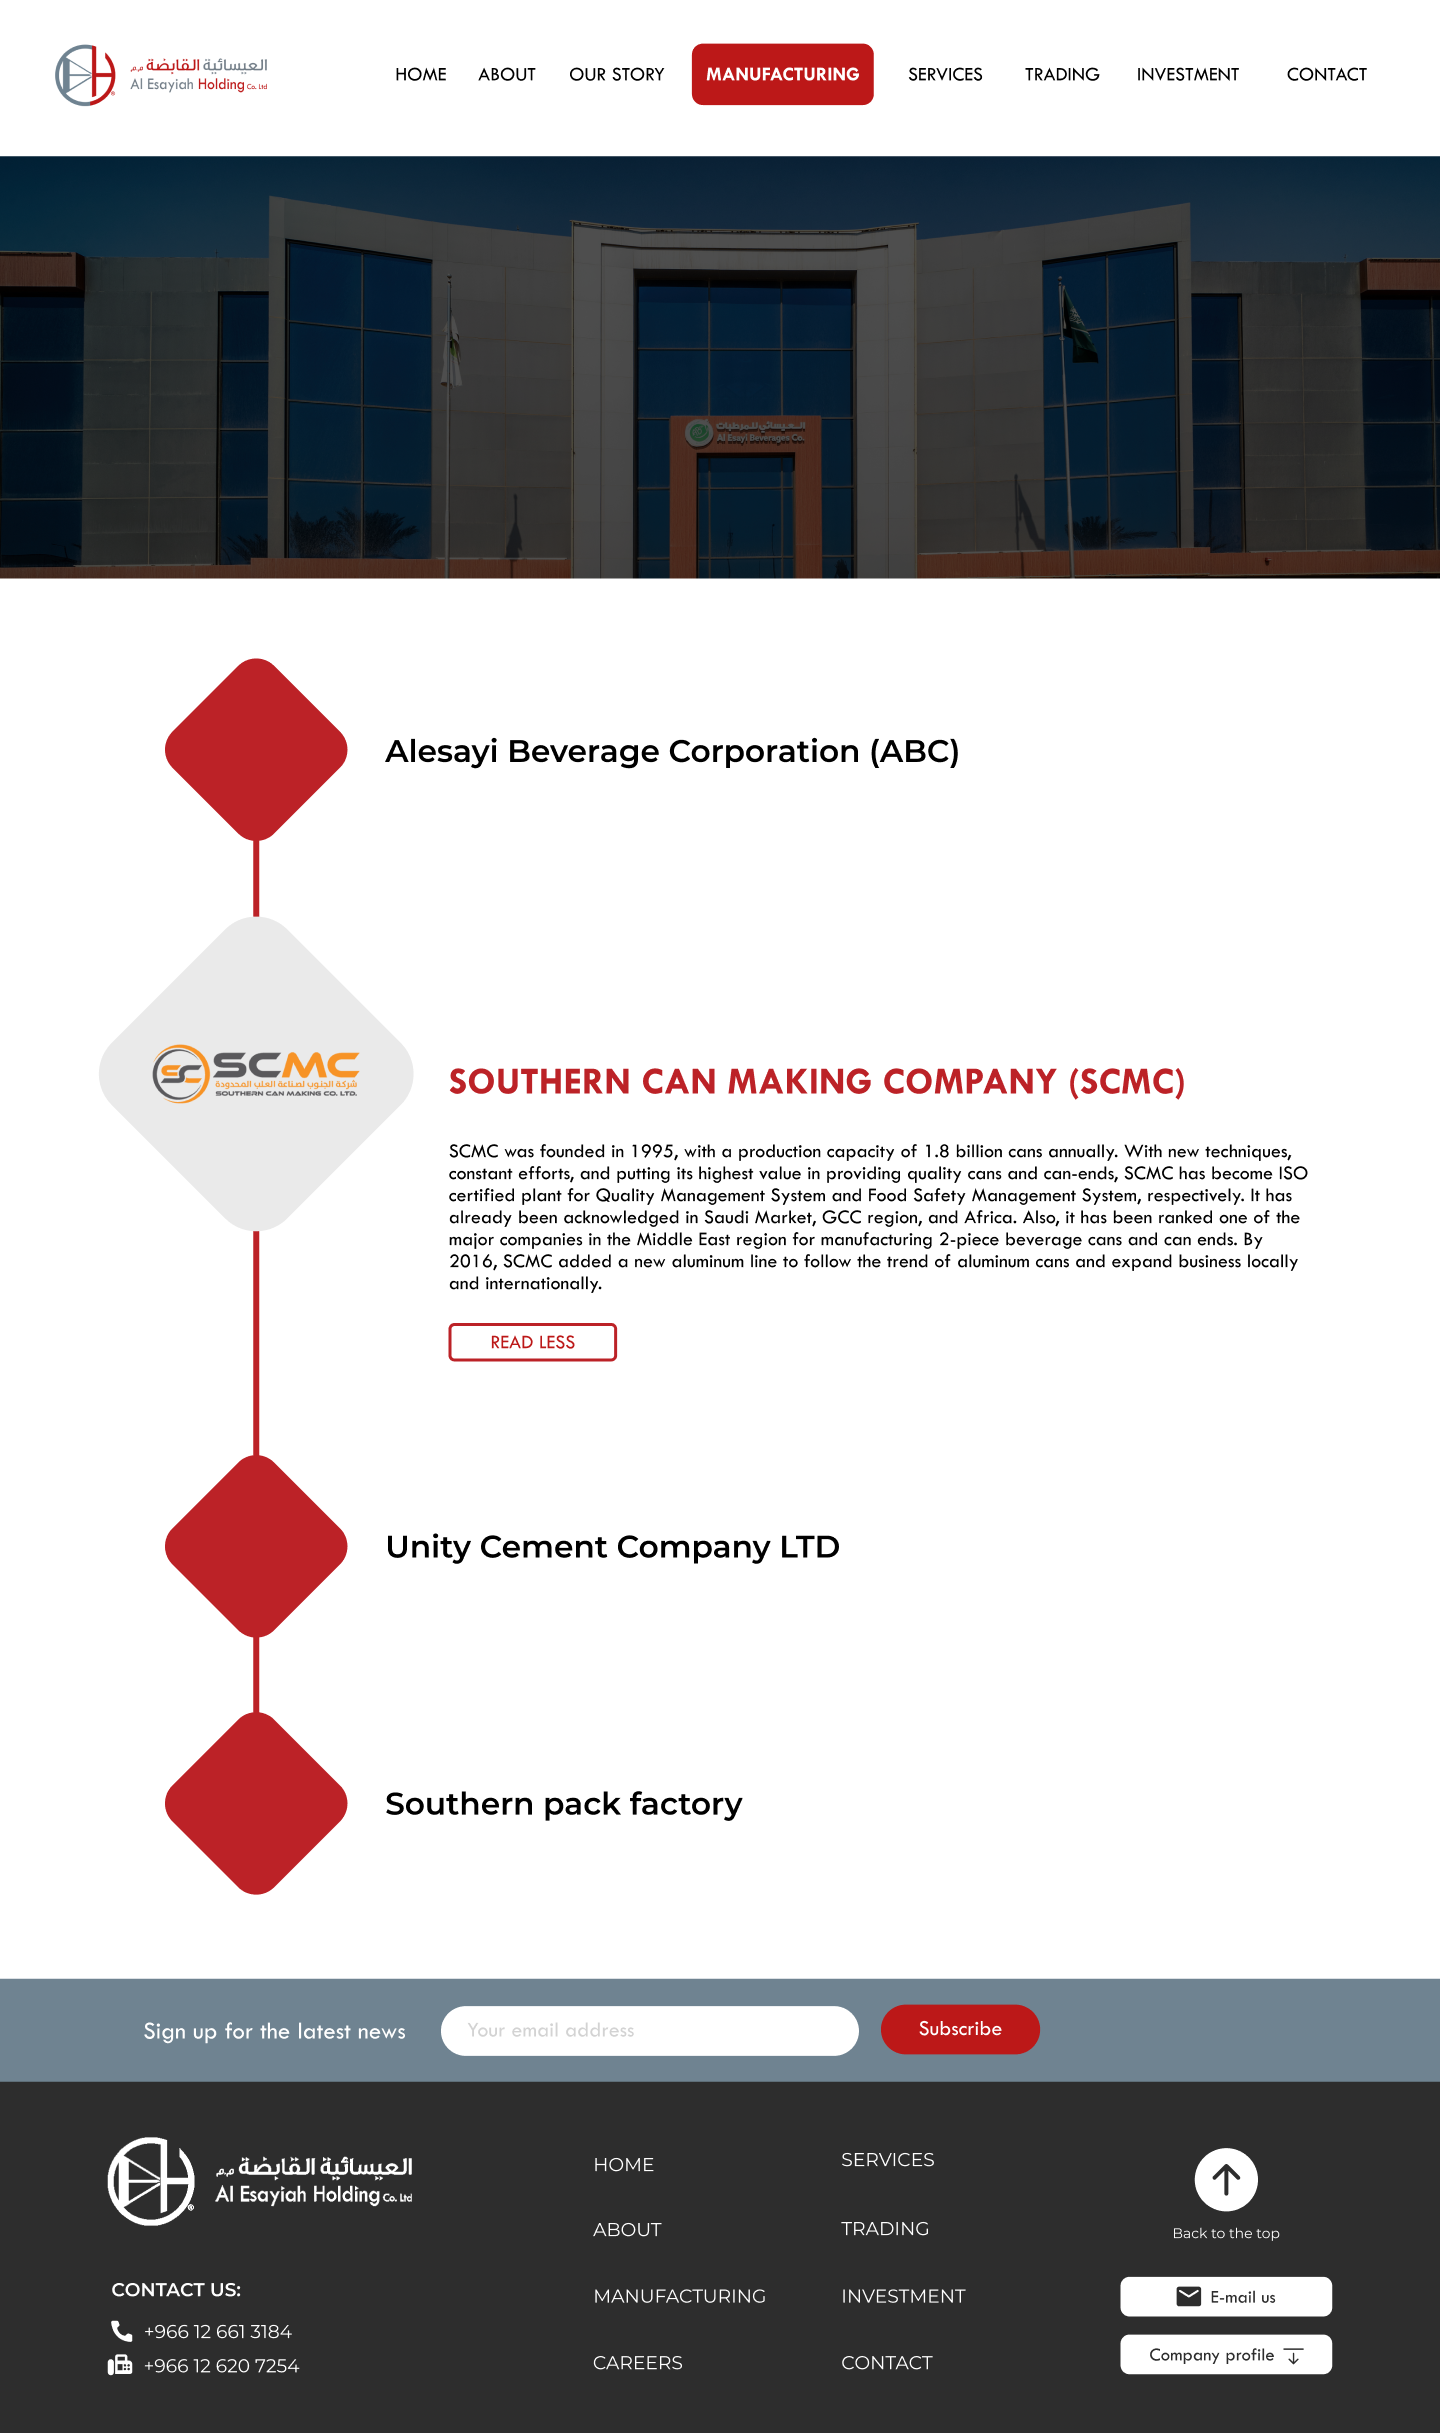 العيسائية القابضة م.م
Al Esayiah Holding Co. Ltd
HOME ABOUT OUR STORY MANUFACTURING SERVICES TRADING INVESTMENT CONTACT
العيسائي للمرطبات
Al Esayi Beverages Co.
Alesayi Beverage Corporation (ABC)
SC SCMC
شركة الجنوب لصناعة العلب المحدودة
SOUTHERN CAN MAKING CO. LTD.
SOUTHERN CAN MAKING COMPANY (SCMC)
SCMC was founded in 1995, with a production capacity of 1.8 billion cans annually. With new techniques,
constant efforts, and putting its highest value in providing quality cans and can-ends, SCMC has become ISO
certified plant for Quality Management System and Food Safety Management System, respectively. It has
already been acknowledged in Saudi Market, GCC region, and Africa. Also, it has been ranked one of the
major companies in the Middle East region for manufacturing 2-piece beverage cans and can ends. By
2016, SCMC added a new aluminum line to follow the trend of aluminum cans and expand business locally
and internationally.
READ LESS
Unity Cement Company LTD
Southern pack factory
Sign up for the latest news
Your email address
Subscribe
العيسائية القابضة م.م
Al Esayiah Holding Co. Ltd
CONTACT US:
+966 12 661 3184
+966 12 620 7254
HOME
ABOUT
MANUFACTURING
CAREERS
SERVICES
TRADING
INVESTMENT
CONTACT
Back to the top
E-mail us
Company profile